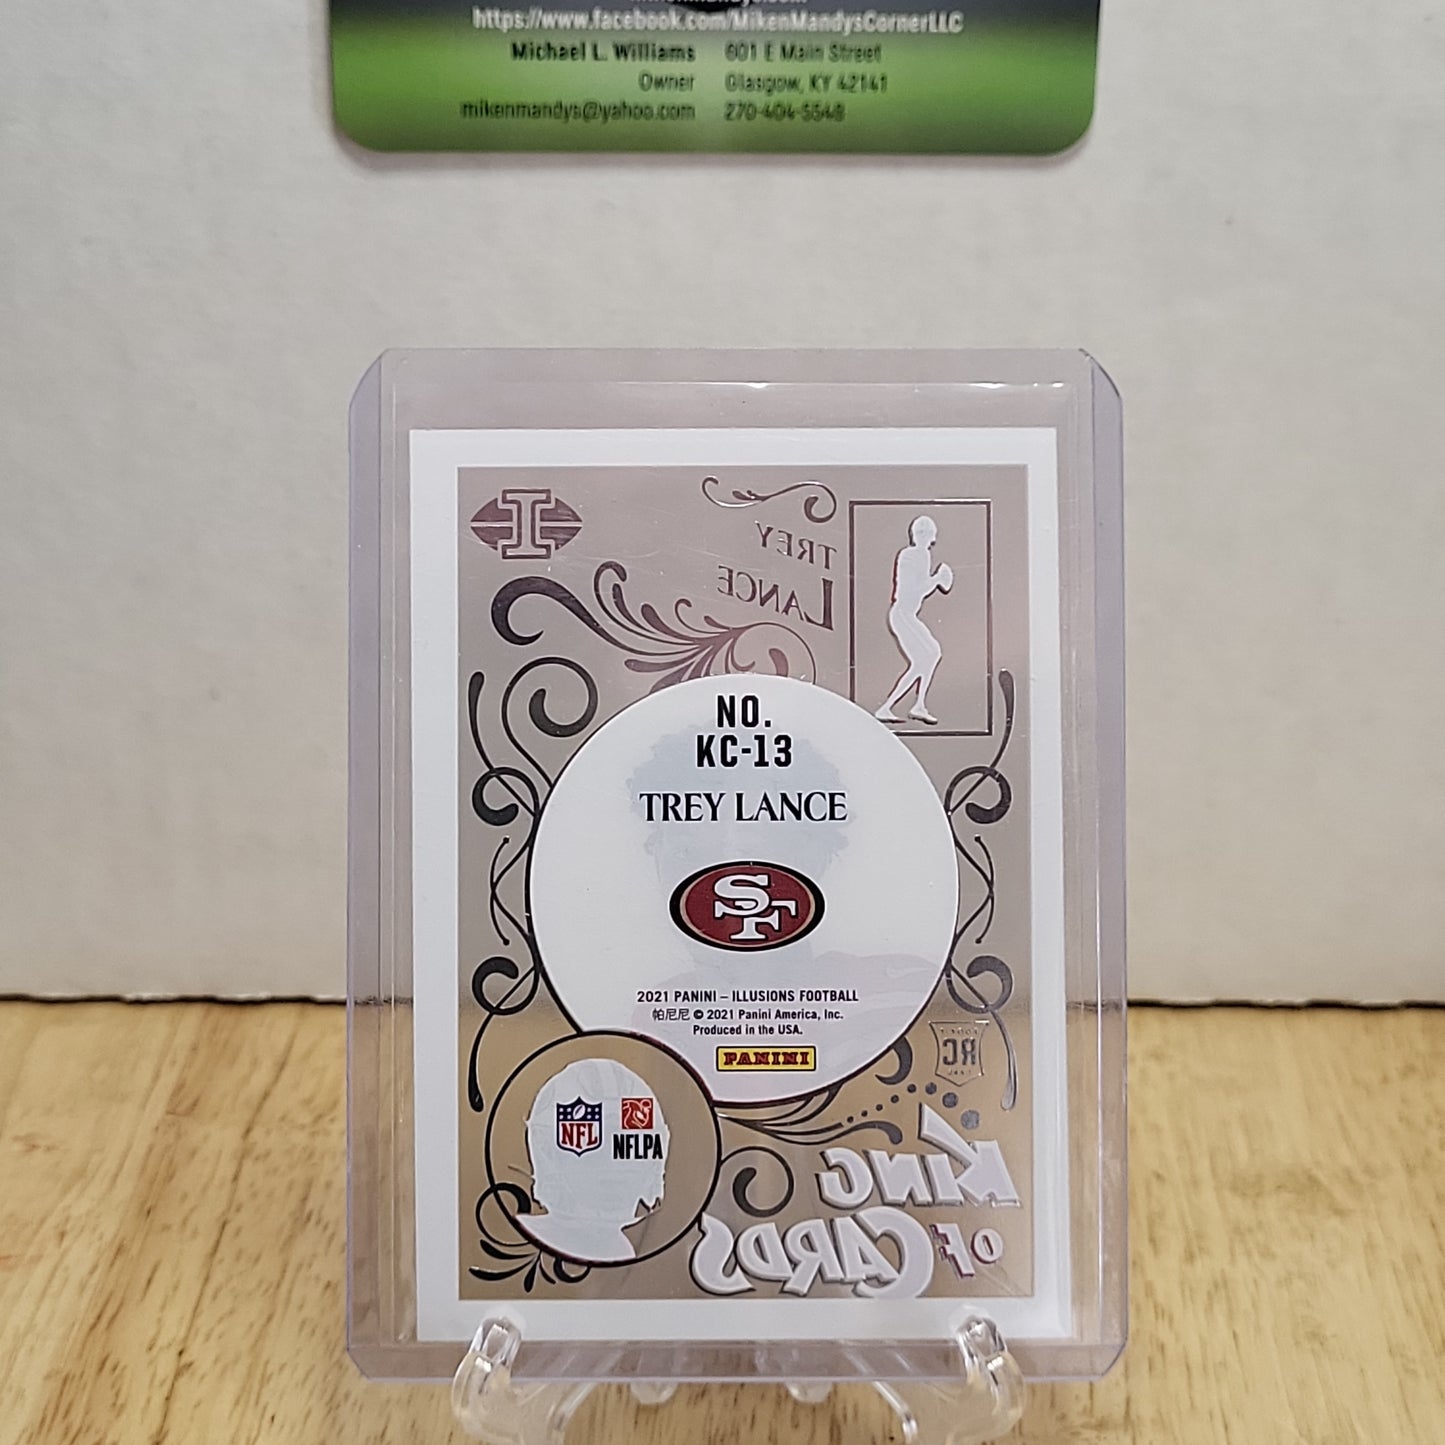 https://www.facebook.com/MikenMandysCornerLLC
Michael L. Williams 601 E Main Street
Owner Glasgow, KY 42141
mikenmandys@yahoo.com 270-404-5548
I
TREY
LANCE
NO.
KC-13
TREY LANCE
SF
2021 PANINI – ILLUSIONS FOOTBALL
帕尼尼 © 2021 Panini America, Inc.
Produced in the USA.
PANINI
RC
NFL
NFLPA
KING
OF CARDS